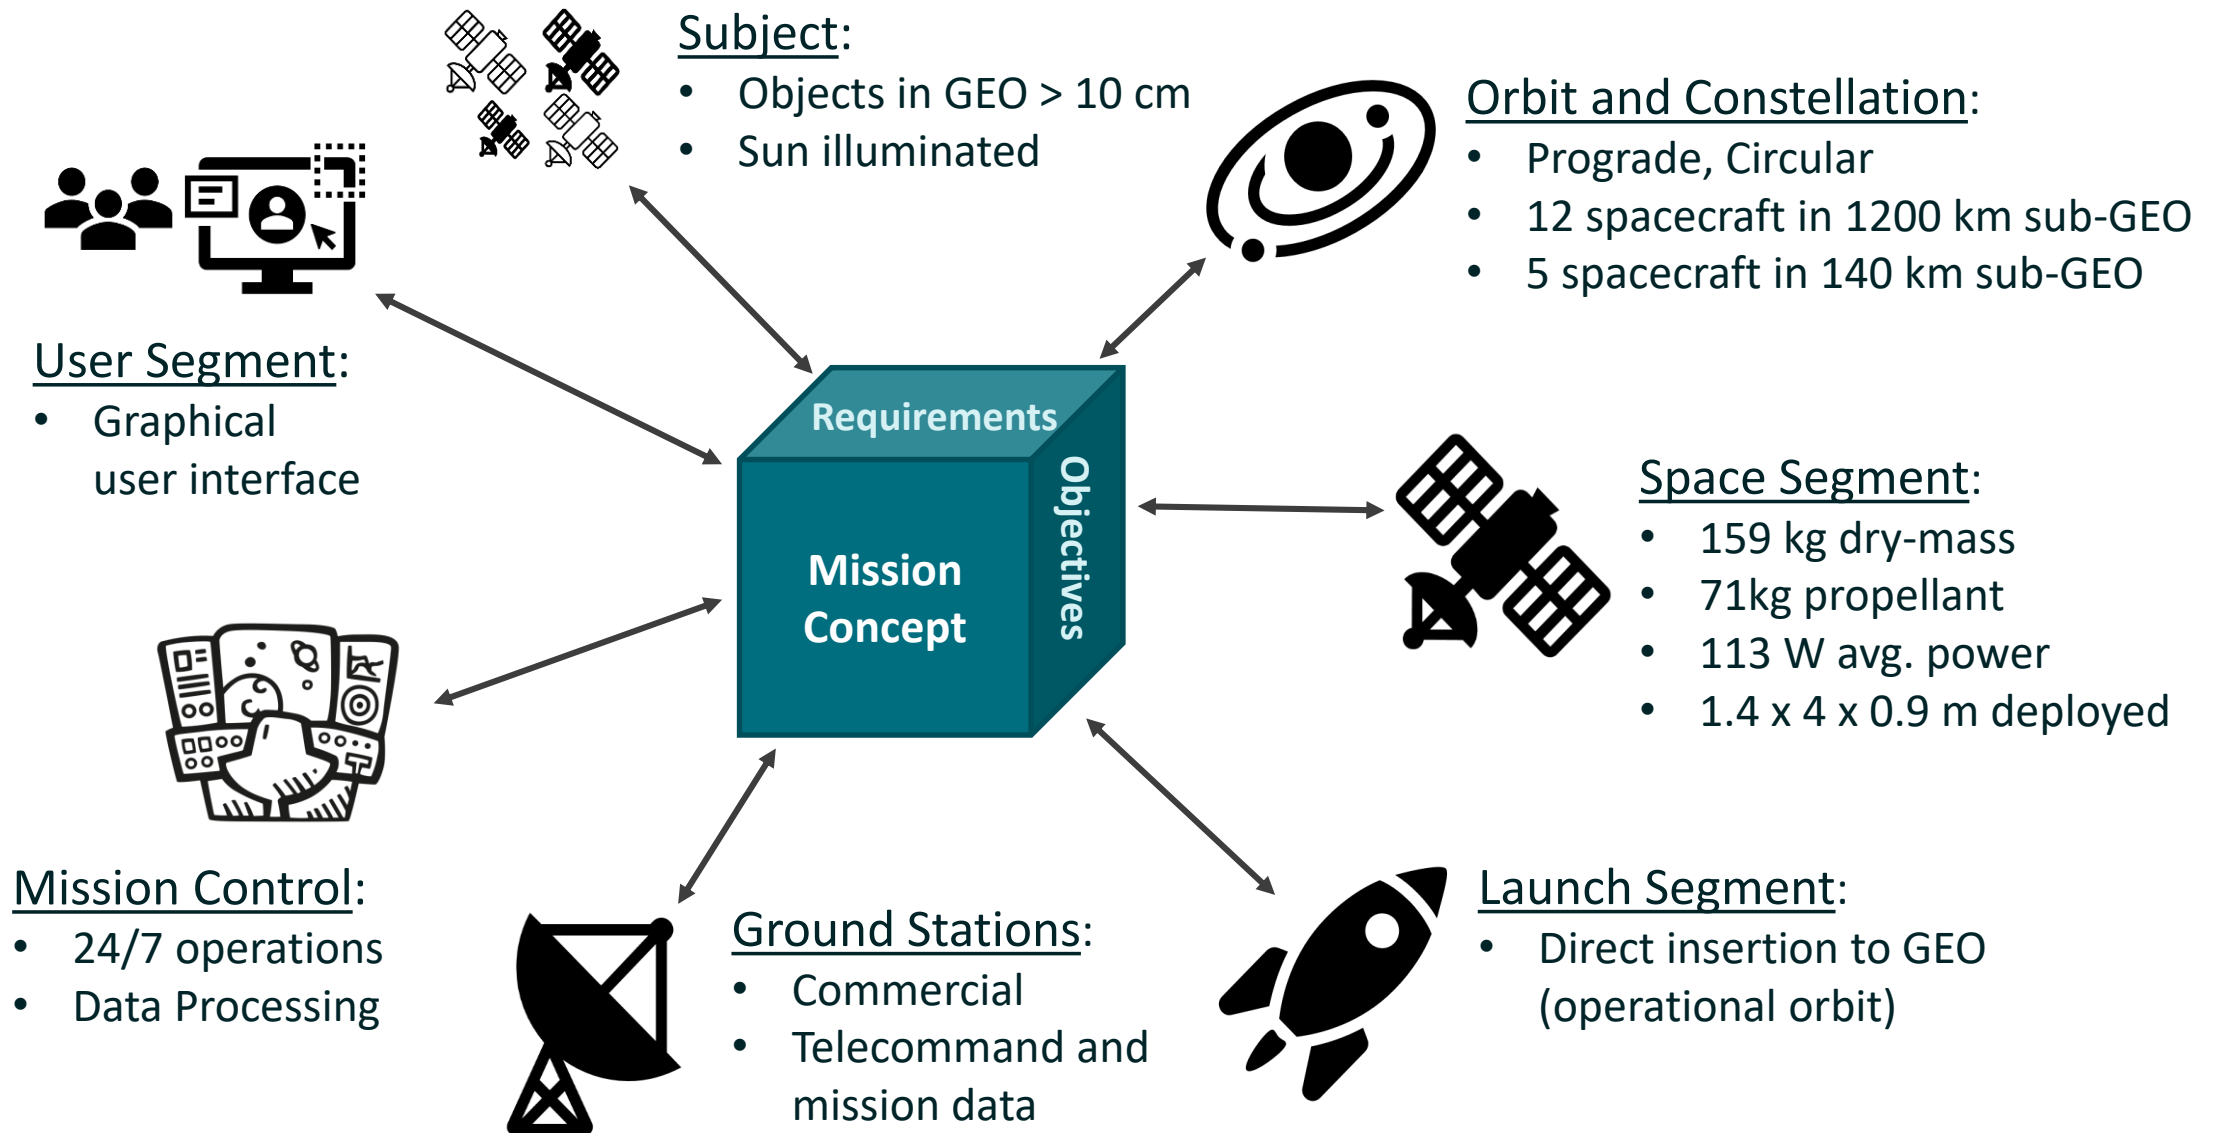 Subject:
• Objects in GEO > 10 cm
• Sun illuminated
Orbit and Constellation:
• Prograde, Circular
• 12 spacecraft in 1200 km sub-GEO
• 5 spacecraft in 140 km sub-GEO
User Segment:
• Graphical
user interface
Requirements
Objectives
Mission
Concept
Space Segment:
• 159 kg dry-mass
• 71kg propellant
• 113 W avg. power
• 1.4 x 4 x 0.9 m deployed
Mission Control:
• 24/7 operations
• Data Processing
Ground Stations:
• Commercial
• Telecommand and
mission data
Launch Segment:
• Direct insertion to GEO
(operational orbit)